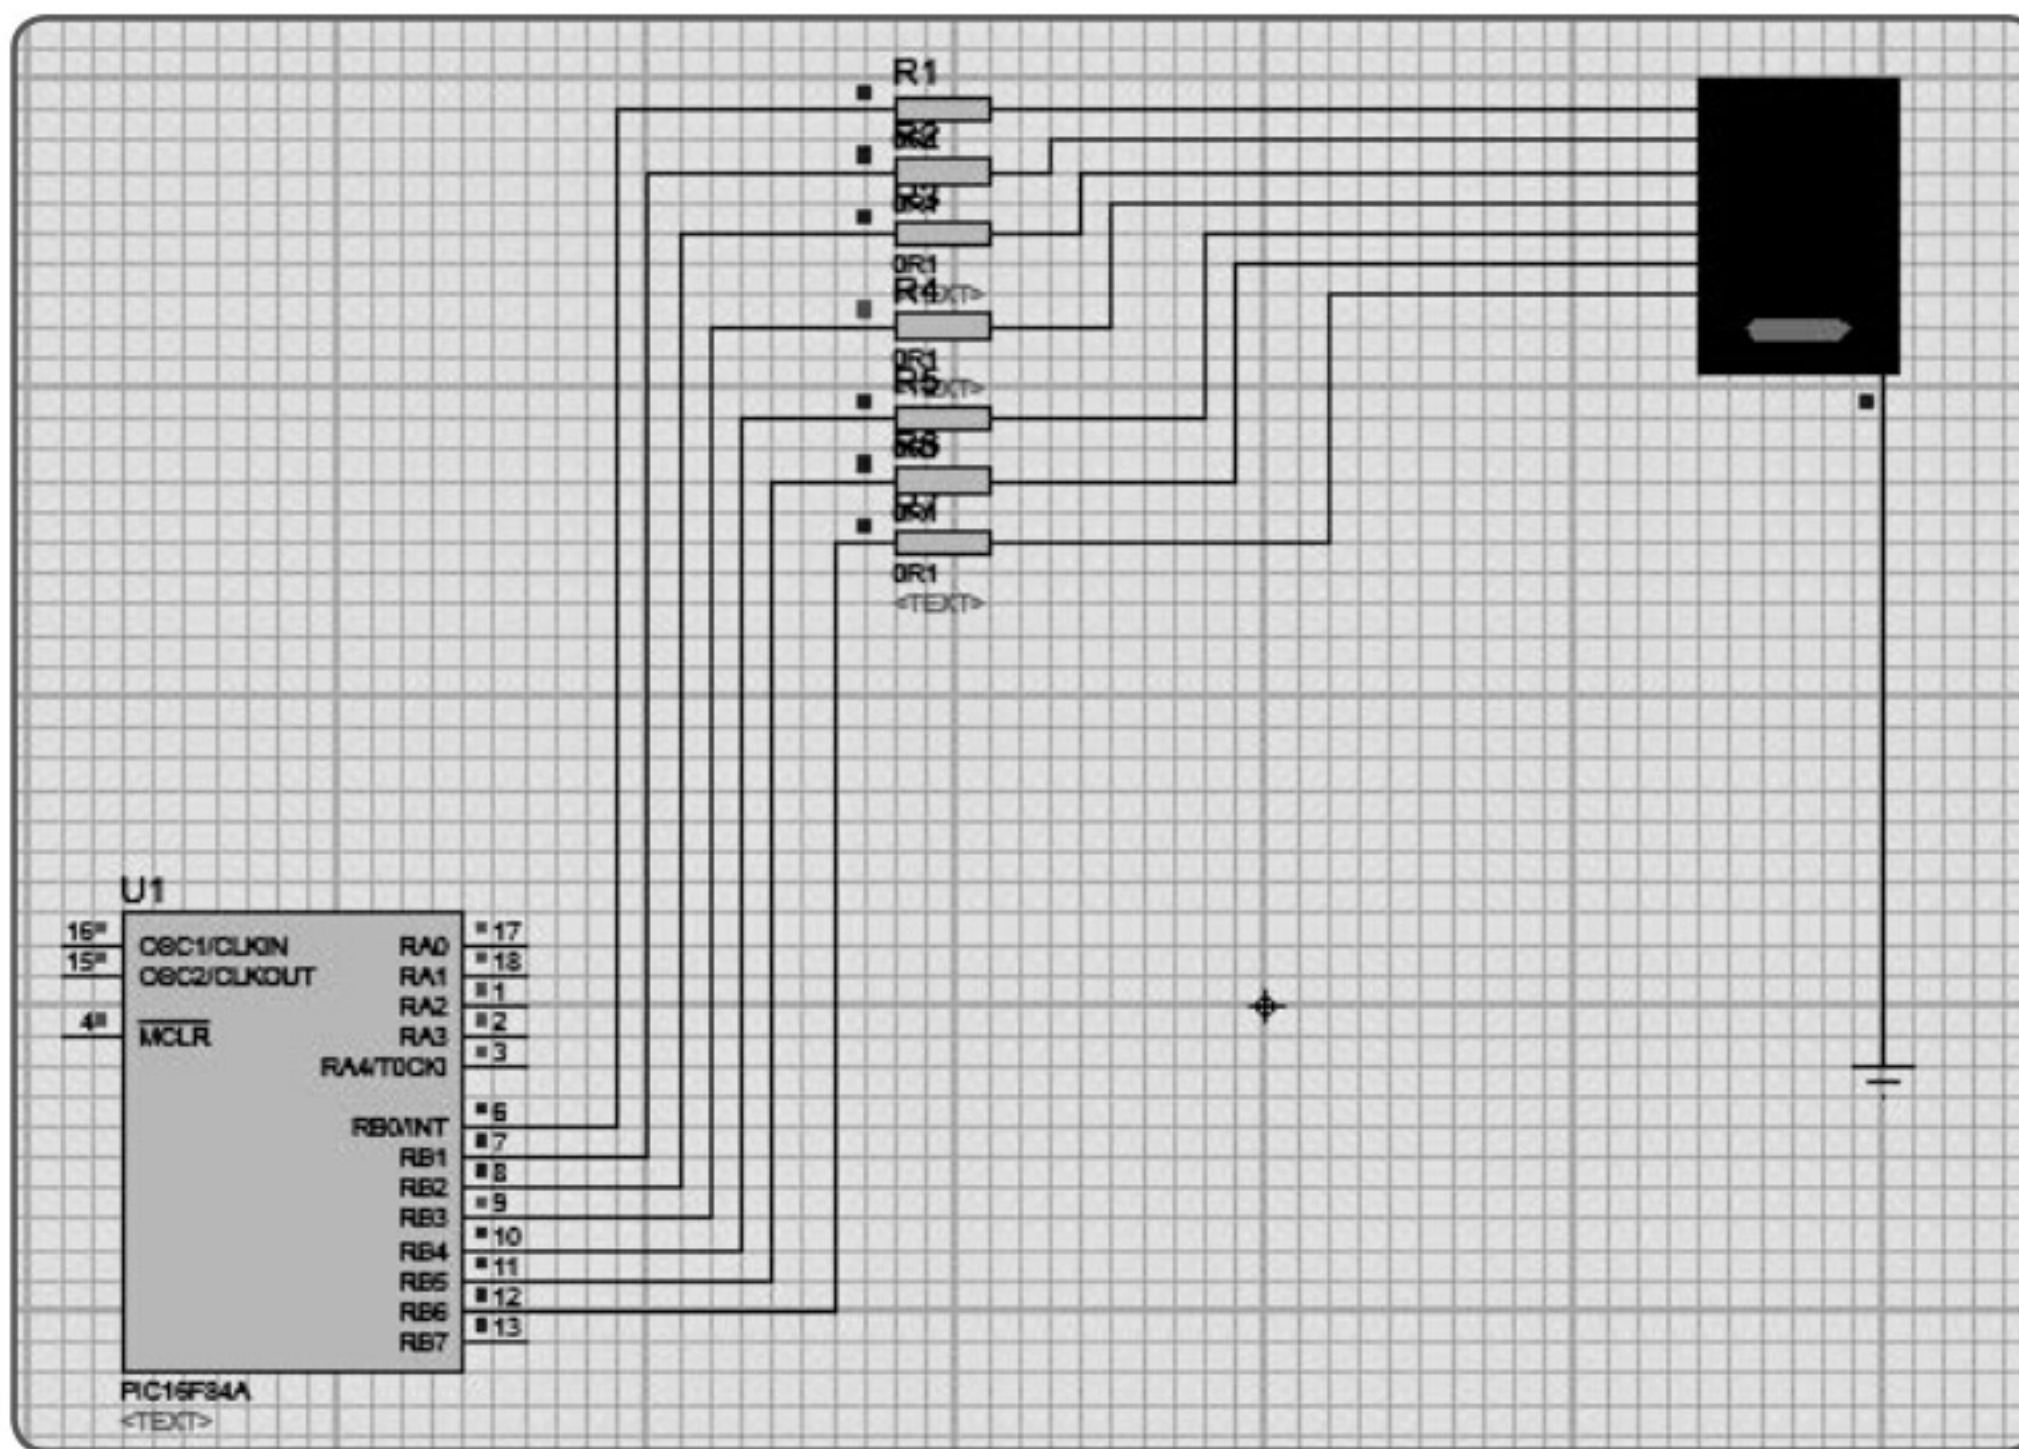 R1
R2
0R1
R4
0R1
R5
0R1
<TEXT>
U1
16
OSC1/CLKIN
RA0
17
15
OSC2/CLKOUT
RA1
18
RA2
1
4
MCLR
RA3
2
RA4/T0CKI
3
RB0/INT
6
RB1
7
RB2
8
RB3
9
RB4
10
RB5
11
RB6
12
RB7
13
PIC16F84A
<TEXT>